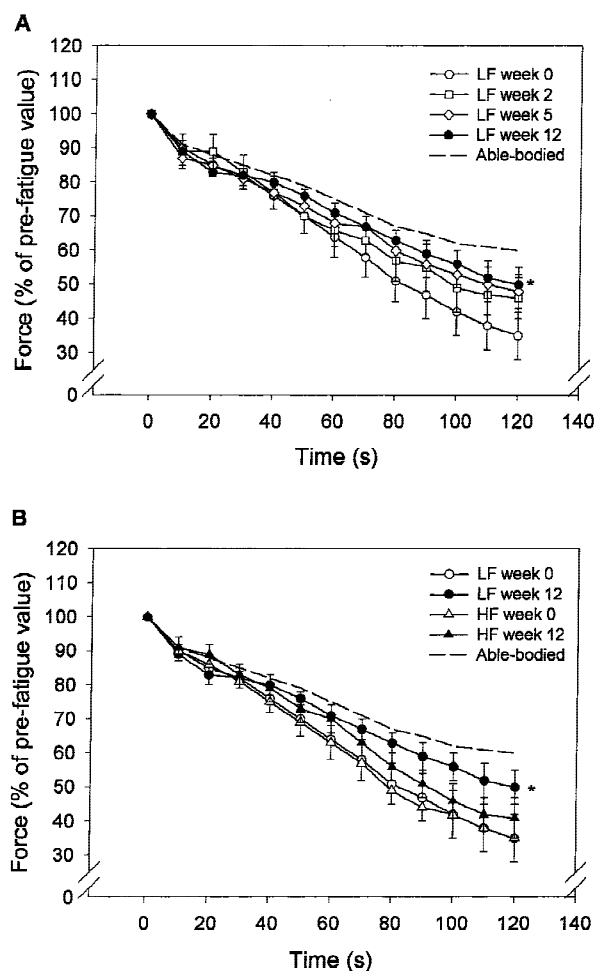 A
Force (% of pre-fatigue value)
120
110
100
90
80
70
60
50
40
30
0
LF week 0
LF week 2
LF week 5
LF week 12
Able-bodied
*
0 20 40 60 80 100 120 140
Time (s)
B
Force (% of pre-fatigue value)
120
110
100
90
80
70
60
50
40
30
0
LF week 0
LF week 12
HF week 0
HF week 12
Able-bodied
*
0 20 40 60 80 100 120 140
Time (s)